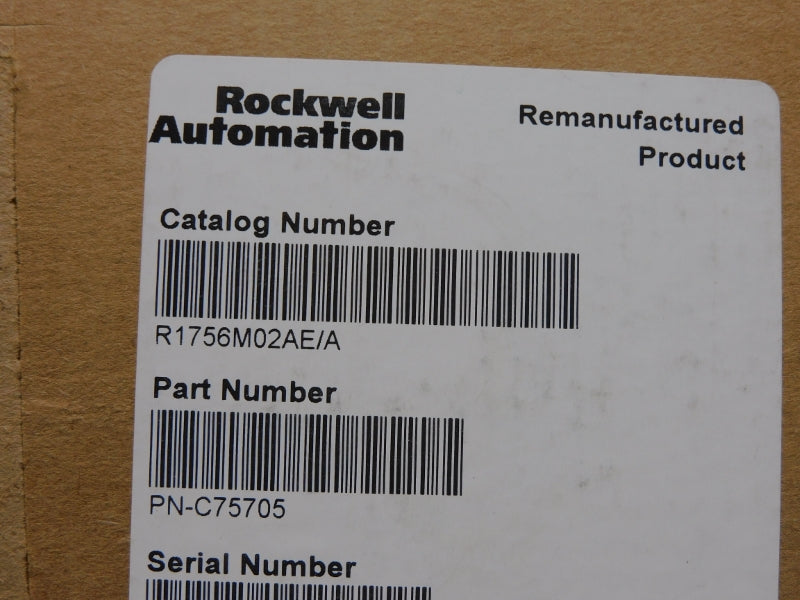 Rockwell
Automation
Remanufactured
Product
Catalog Number
R1756M02AE/A
Part Number
PN-C75705
Serial Number